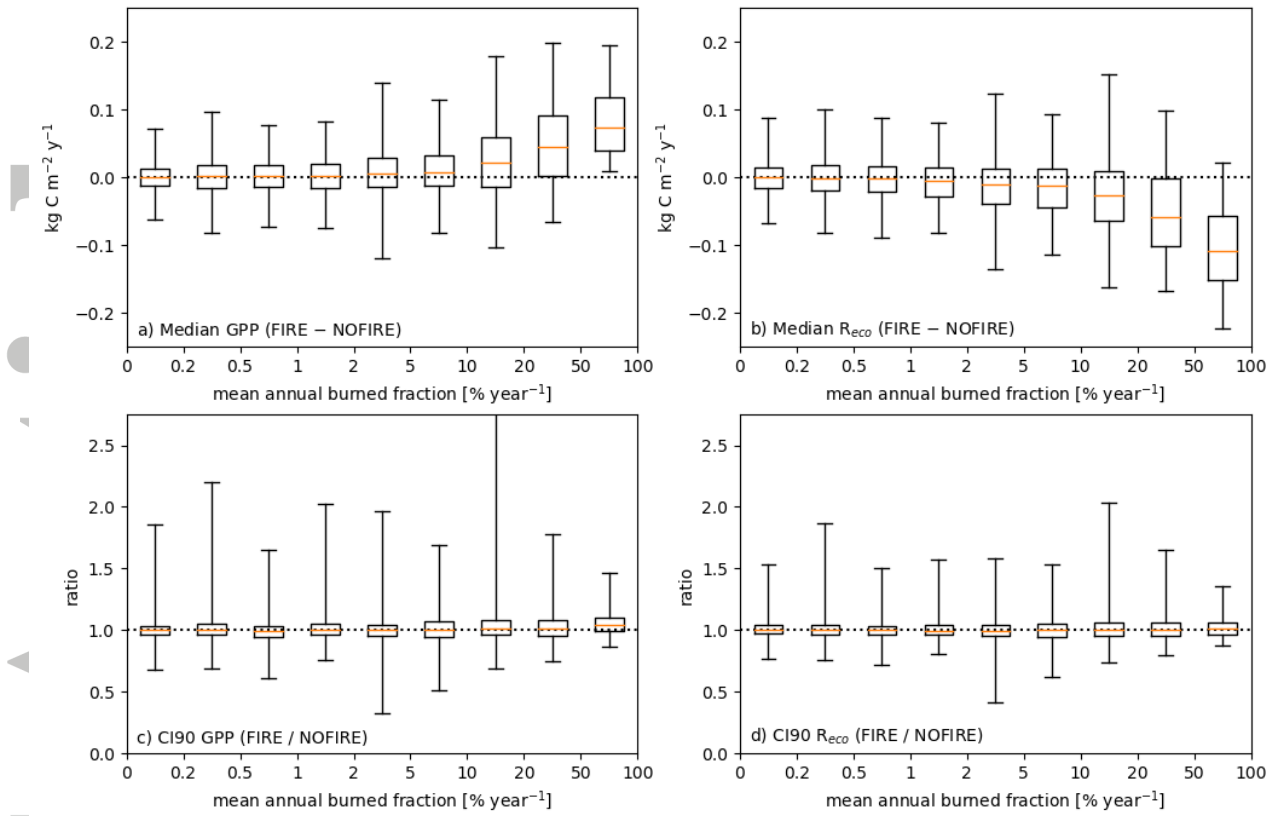 0.2
0.1
0.0
−0.1
−0.2
kg C m⁻² y⁻¹
a) Median GPP (FIRE − NOFIRE)
0 0.2 0.5 1 2 5 10 20 50 100
mean annual burned fraction [% year⁻¹]
0.2
0.1
0.0
−0.1
−0.2
kg C m⁻² y⁻¹
b) Median Reco (FIRE − NOFIRE)
0 0.2 0.5 1 2 5 10 20 50 100
mean annual burned fraction [% year⁻¹]
2.5
2.0
1.5
1.0
0.5
0.0
ratio
c) CI90 GPP (FIRE / NOFIRE)
0 0.2 0.5 1 2 5 10 20 50 100
mean annual burned fraction [% year⁻¹]
2.5
2.0
1.5
1.0
0.5
0.0
ratio
d) CI90 Reco (FIRE / NOFIRE)
0 0.2 0.5 1 2 5 10 20 50 100
mean annual burned fraction [% year⁻¹]